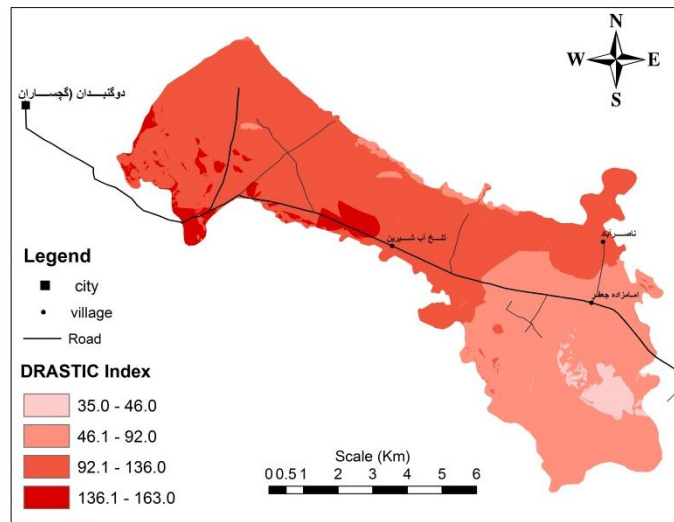 N
W E
S
دوگنبدان (گچساران
ناصرآباد
تلخ آب شیرین
امامزاده جعفر
Legend
city
village
Road
DRASTIC Index
35.0 - 46.0
46.1 - 92.0
92.1 - 136.0
136.1 - 163.0
Scale (Km)
0 0.5 1 2 3 4 5 6